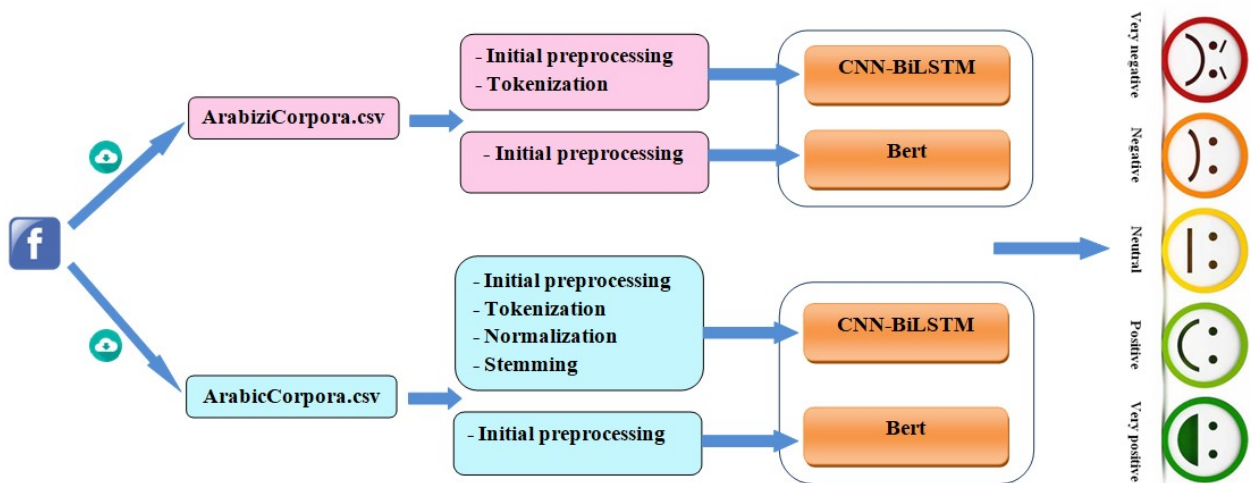 f
ArabiziCorpora.csv
- Initial preprocessing
- Tokenization
- Initial preprocessing
CNN-BiLSTM
Bert
ArabicCorpora.csv
- Initial preprocessing
- Tokenization
- Normalization
- Stemming
- Initial preprocessing
CNN-BiLSTM
Bert
Very negative
Negative
Neutral
Positive
Very positive